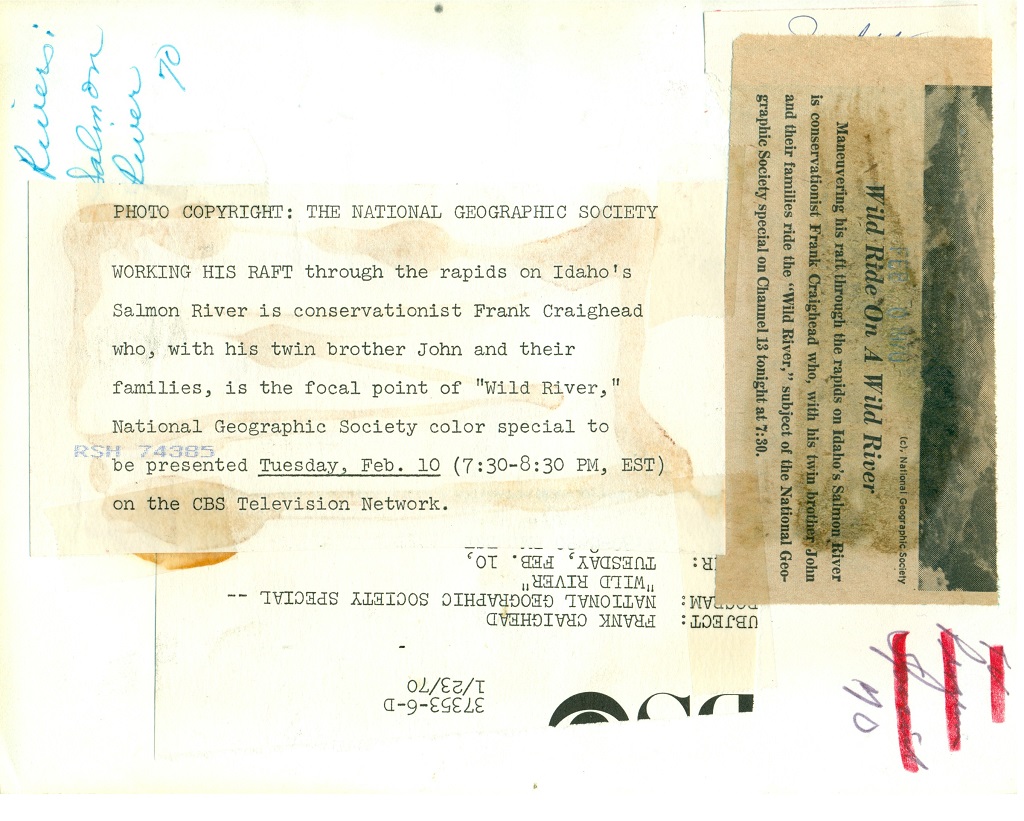 Rivers:
Salmon
River 70
PHOTO COPYRIGHT: THE NATIONAL GEOGRAPHIC SOCIETY
WORKING HIS RAFT through the rapids on Idaho's
Salmon River is conservationist Frank Craighead
who, with his twin brother John and their
families, is the focal point of "Wild River,"
National Geographic Society color special to
RSH 74385
be presented Tuesday, Feb. 10 (7:30-8:30 PM, EST)
on the CBS Television Network.
(c), National Geographic Society
Wild Ride On A Wild River
Maneuvering his raft through the rapids on Idaho's Salmon River
is conservationist Frank Craighead who, with his twin brother John
and their families ride the "Wild River," subject of the National Geo-
graphic Society special on Channel 13 tonight at 7:30.
BS
37353-6-D
1/23/70
UBJECT: FRANK CRAIGHEAD
OGRAM: NATIONAL GEOGRAPHIC SOCIETY SPECIAL --
"WILD RIVER"
IR: TUESDAY, FEB. 10,